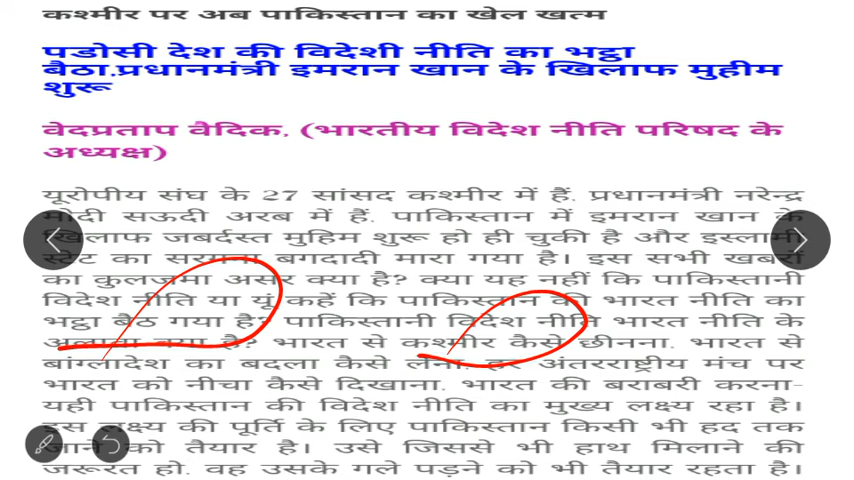 कश्मीर पर अब पाकिस्तान का खेल खत्म
पडोसी देश की विदेशी नीति का भट्ठा
बैठा.प्रधानमंत्री इमरान खान के खिलाफ मुहीम
शुरू
वेदप्रताप वैदिक, (भारतीय विदेश नीति परिषद के
अध्यक्ष)
यूरोपीय संघ के 27 सांसद कश्मीर में हैं, प्रधानमंत्री नरेन्द्र
मोदी सऊदी अरब में हैं, पाकिस्तान में इमरान खान के
खिलाफ जबर्दस्त मुहिम शुरू हो ही चुकी है और इस्लामी
स्टेट का सरगना बगदादी मारा गया है। इस सभी खबरों
का कुलजमा असर क्या है? क्या यह नहीं कि पाकिस्तानी
विदेश नीति या यूं कहें कि पाकिस्तान की भारत नीति का
भट्ठा बैठ गया है? पाकिस्तानी विदेश नीति भारत नीति के
अलावा क्या है? भारत से कश्मीर कैसे छीनना, भारत से
बांग्लादेश का बदला कैसे लेना, हर अंतरराष्ट्रीय मंच पर
भारत को नीचा कैसे दिखाना, भारत की बराबरी करना-
यही पाकिस्तान की विदेश नीति का मुख्य लक्ष्य रहा है।
इस लक्ष्य की पूर्ति के लिए पाकिस्तान किसी भी हद तक
जाने को तैयार है। उसे जिससे भी हाथ मिलाने की
जरूरत हो, वह उसके गले पड़ने को भी तैयार रहता है।